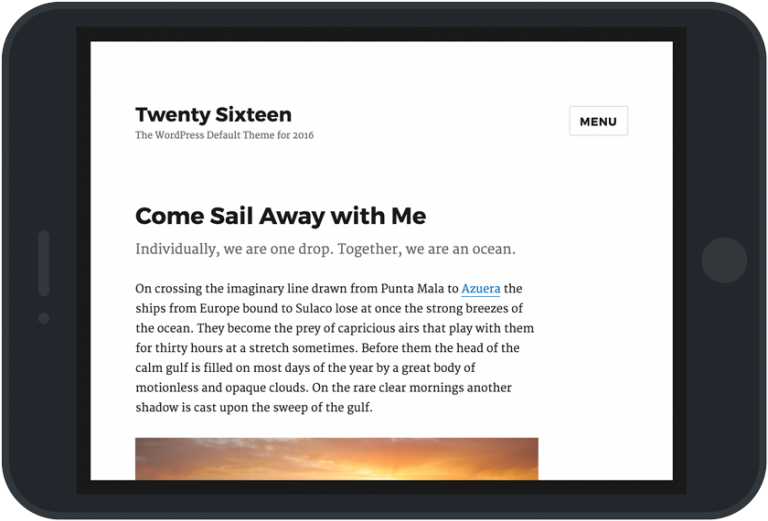 Twenty Sixteen
The WordPress Default Theme for 2016
MENU
Come Sail Away with Me
Individually, we are one drop. Together, we are an ocean.
On crossing the imaginary line drawn from Punta Mala to Azuera the
ships from Europe bound to Sulaco lose at once the strong breezes of
the ocean. They become the prey of capricious airs that play with them
for thirty hours at a stretch sometimes. Before them the head of the
calm gulf is filled on most days of the year by a great body of
motionless and opaque clouds. On the rare clear mornings another
shadow is cast upon the sweep of the gulf.